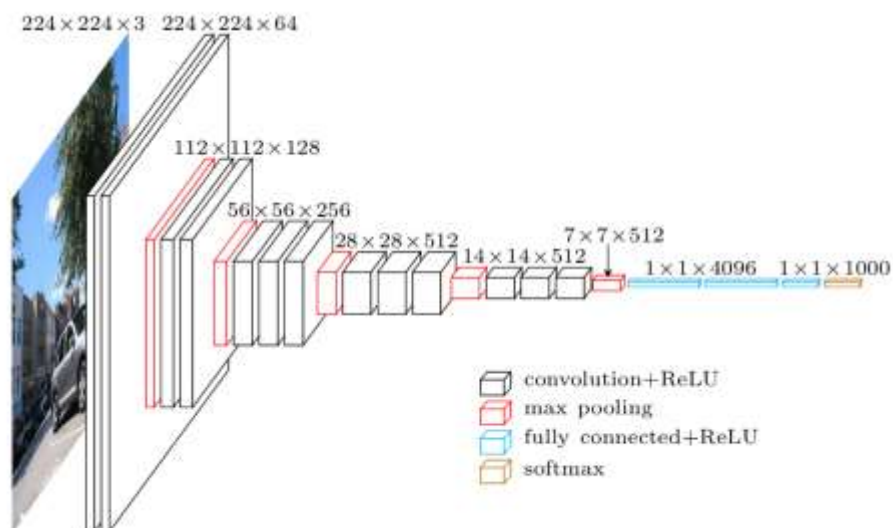 224×224×3
224×224×64
112×112×128
56×56×256
28×28×512
14×14×512
7×7×512
1×1×4096
1×1×1000
convolution+ReLU
max pooling
fully connected+ReLU
softmax